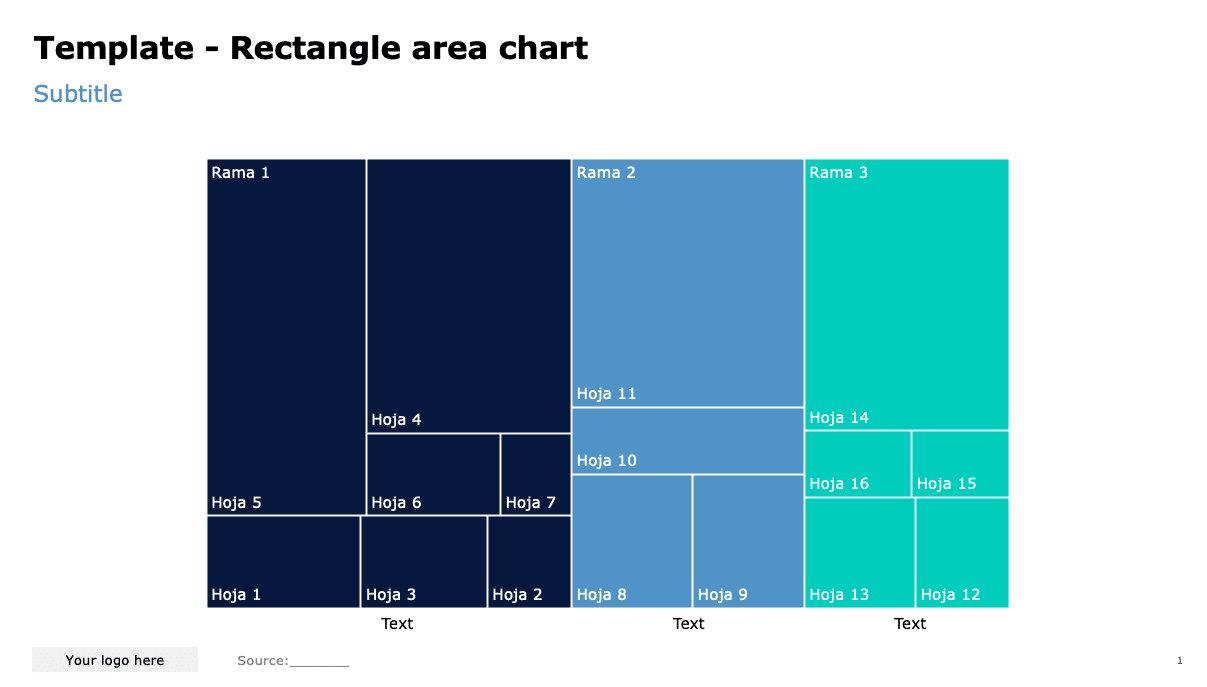 Template - Rectangle area chart
Subtitle
Rama 1
Rama 2
Rama 3
Hoja 11
Hoja 4
Hoja 14
Hoja 10
Hoja 16
Hoja 15
Hoja 5
Hoja 6
Hoja 7
Hoja 1
Hoja 3
Hoja 2
Hoja 8
Hoja 9
Hoja 13
Hoja 12
Text
Text
Text
Your logo here
Source:_______
1